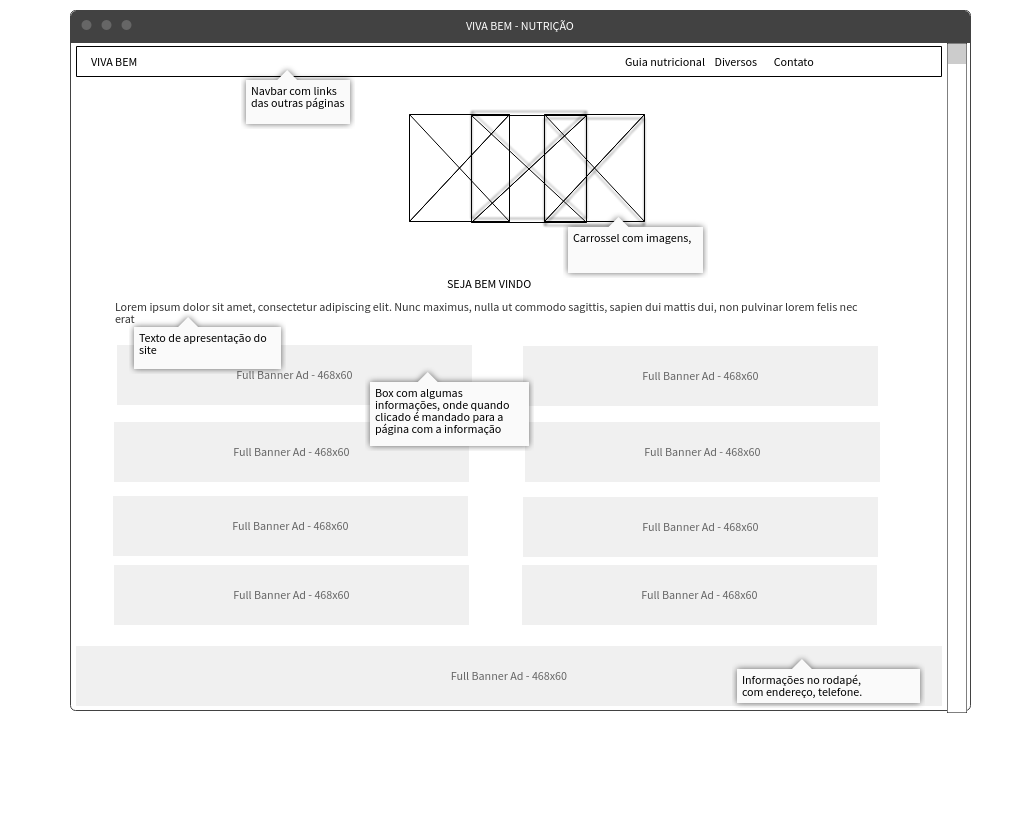 VIVA BEM - NUTRIÇÃO
VIVA BEM
Guia nutricional Diversos Contato
Navbar com links
das outras páginas
Carrossel com imagens,
SEJA BEM VINDO
Lorem ipsum dolor sit amet, consectetur adipiscing elit. Nunc maximus, nulla ut commodo sagittis, sapien dui mattis dui, non pulvinar lorem felis nec
erat
Texto de apresentação do
site
Full Banner Ad - 468x60
Full Banner Ad - 468x60
Box com algumas
informações, onde quando
clicado é mandado para a
página com a informação
Full Banner Ad - 468x60
Full Banner Ad - 468x60
Full Banner Ad - 468x60
Full Banner Ad - 468x60
Full Banner Ad - 468x60
Full Banner Ad - 468x60
Full Banner Ad - 468x60
Informações no rodapé,
com endereço, telefone.